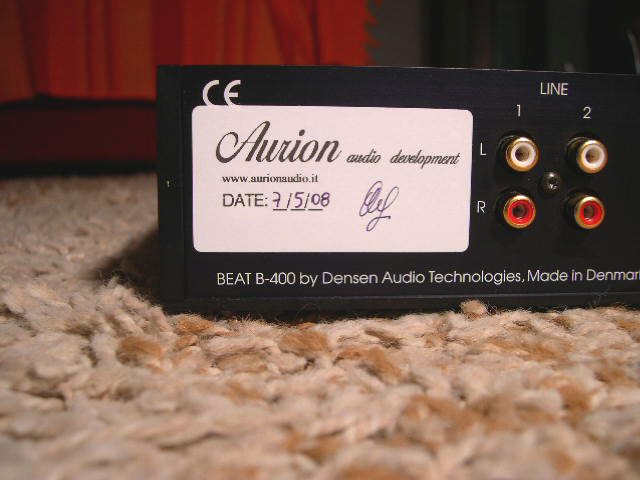 CE
LINE
1 2
Aurion audio development
www.aurionaudio.it
DATE: 7/5/08
L
R
BEAT B-400 by Densen Audio Technologies, Made in Denmark